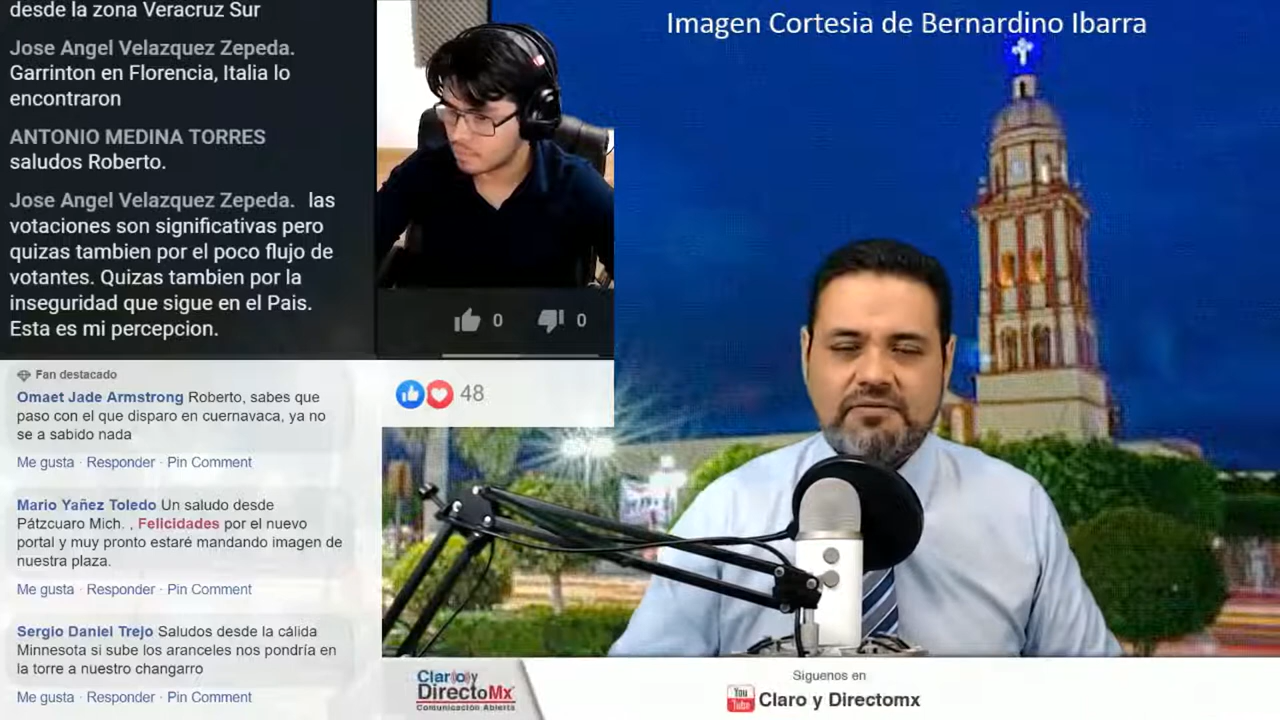 desde la zona Veracruz Sur
Jose Angel Velazquez Zepeda.
Garrinton en Florencia, Italia lo
encontraron
ANTONIO MEDINA TORRES
saludos Roberto.
Jose Angel Velazquez Zepeda. las
votaciones son significativas pero
quizas tambien por el poco flujo de
votantes. Quizas tambien por la
inseguridad que sigue en el Pais.
Esta es mi percepcion.
0 0
Fan destacado
Omaet Jade Armstrong Roberto, sabes que
paso con el que disparo en cuernavaca, ya no
se a sabido nada
Me gusta · Responder · Pin Comment
Mario Yañez Toledo Un saludo desde
Pátzcuaro Mich. , Felicidades por el nuevo
portal y muy pronto estaré mandando imagen de
nuestra plaza.
Me gusta · Responder · Pin Comment
Sergio Daniel Trejo Saludos desde la cálida
Minnesota si sube los aranceles nos pondría en
la torre a nuestro changarro
Me gusta · Responder · Pin Comment
48
Imagen Cortesia de Bernardino Ibarra
Claro y
DirectoMx
Comunicación Abierta
Siguenos en
You Tube Claro y Directomx